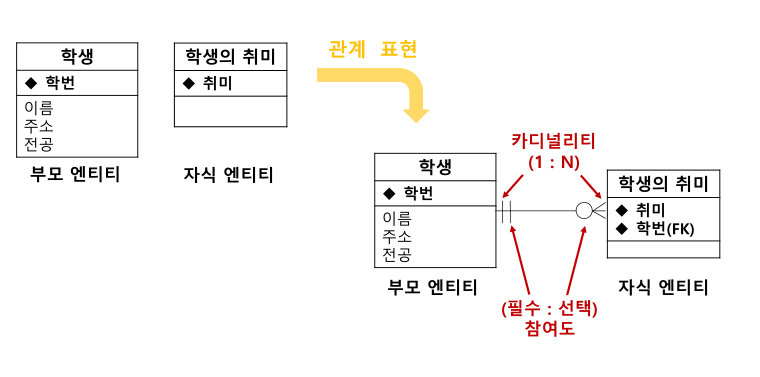 학생
◆ 학번
이름
주소
전공
부모 엔티티
학생의 취미
◆ 취미
자식 엔티티
관계 표현
학생
◆ 학번
이름
주소
전공
부모 엔티티
카디널리티
(1 : N)
(필수 : 선택)
참여도
학생의 취미
◆ 취미
◆ 학번(FK)
자식 엔티티